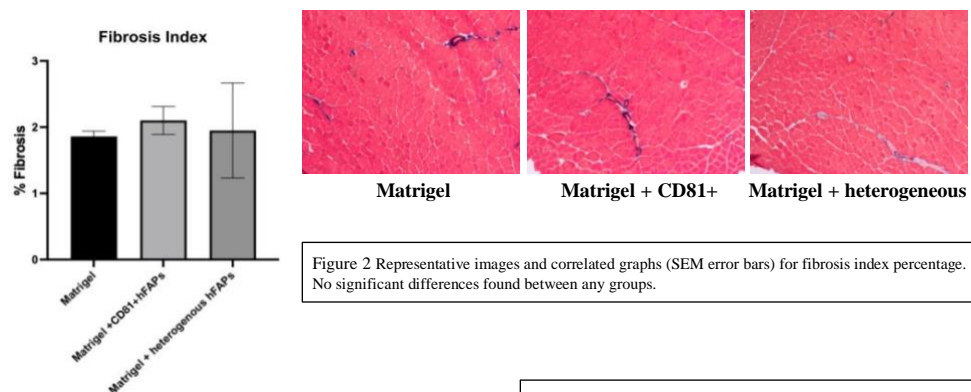 Fibrosis Index
% Fibrosis
3
2
1
0
Matrigel
Matrigel +CD81+hFAPs
Matrigel + heterogenous hFAPs
Matrigel
Matrigel + CD81+
Matrigel + heterogeneous
Figure 2 Representative images and correlated graphs (SEM error bars) for fibrosis index percentage.
No significant differences found between any groups.